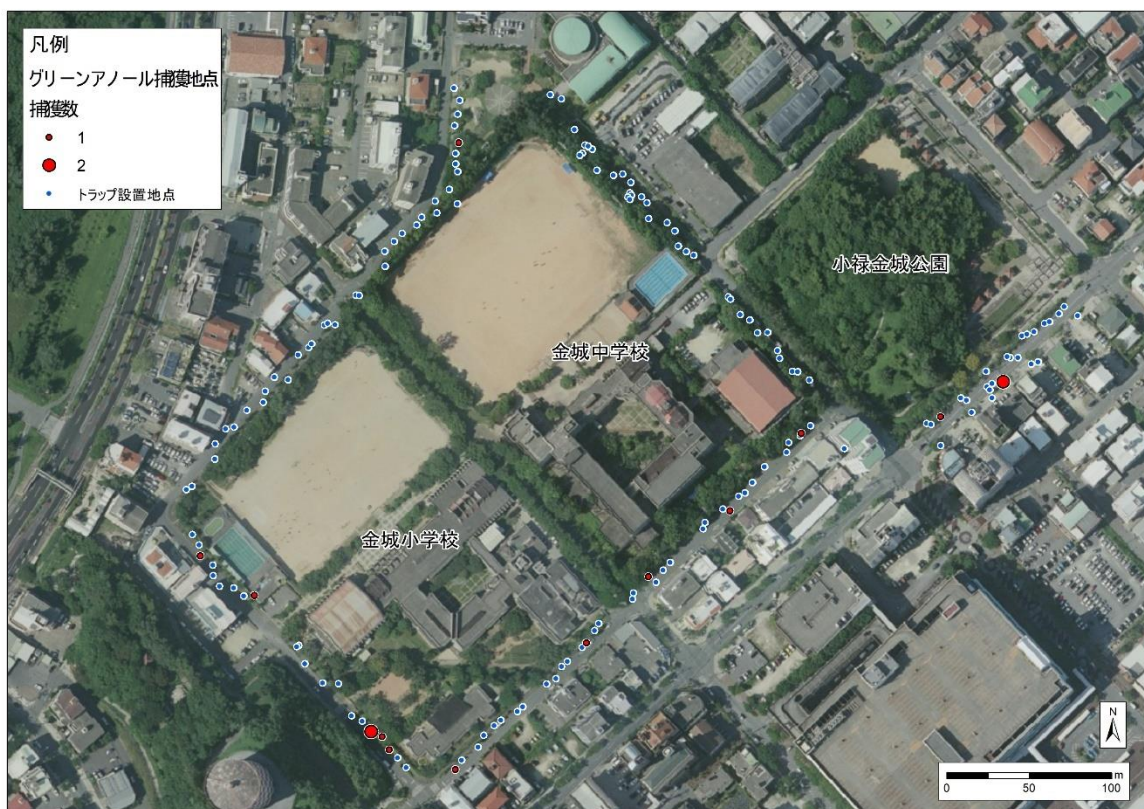 凡例
グリーンアノール捕獲地点
捕獲数
1
2
トラップ設置地点
小禄金城公園
金城中学校
金城小学校
N
m
0 50 100